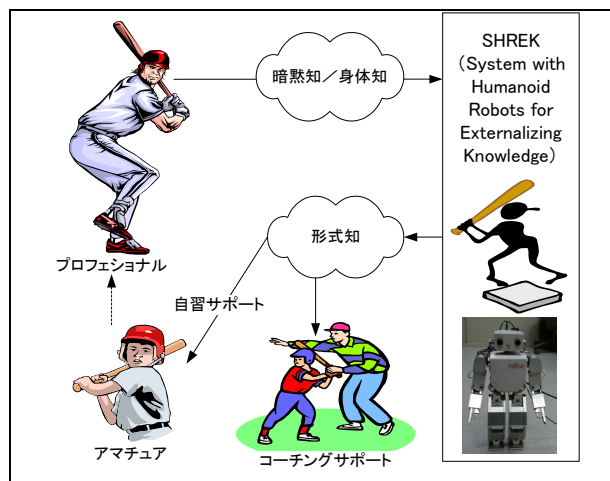 暗黙知／身体知
SHREK
（System with
Humanoid
Robots for
Externalizing
Knowledge）
形式知
プロフェショナル
自習サポート
アマチュア
コーチングサポート
FUJITSU